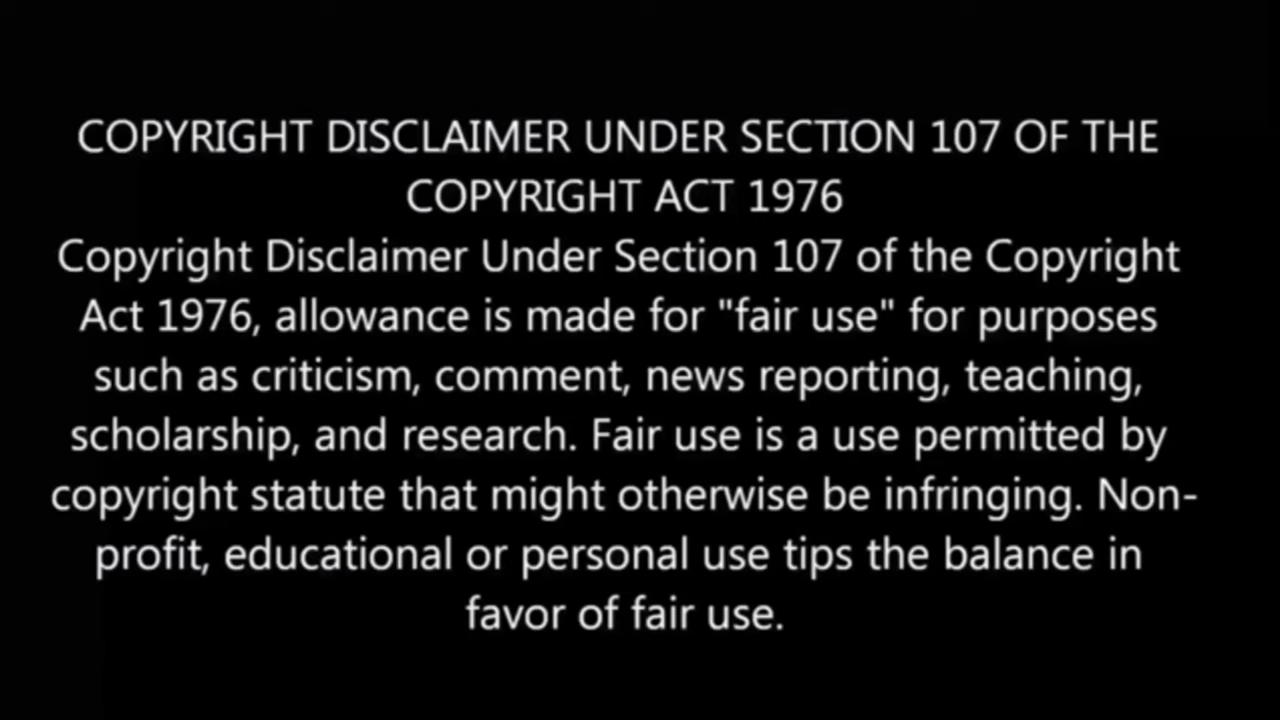 COPYRIGHT DISCLAIMER UNDER SECTION 107 OF THE
COPYRIGHT ACT 1976
Copyright Disclaimer Under Section 107 of the Copyright
Act 1976, allowance is made for "fair use" for purposes
such as criticism, comment, news reporting, teaching,
scholarship, and research. Fair use is a use permitted by
copyright statute that might otherwise be infringing. Non-
profit, educational or personal use tips the balance in
favor of fair use.